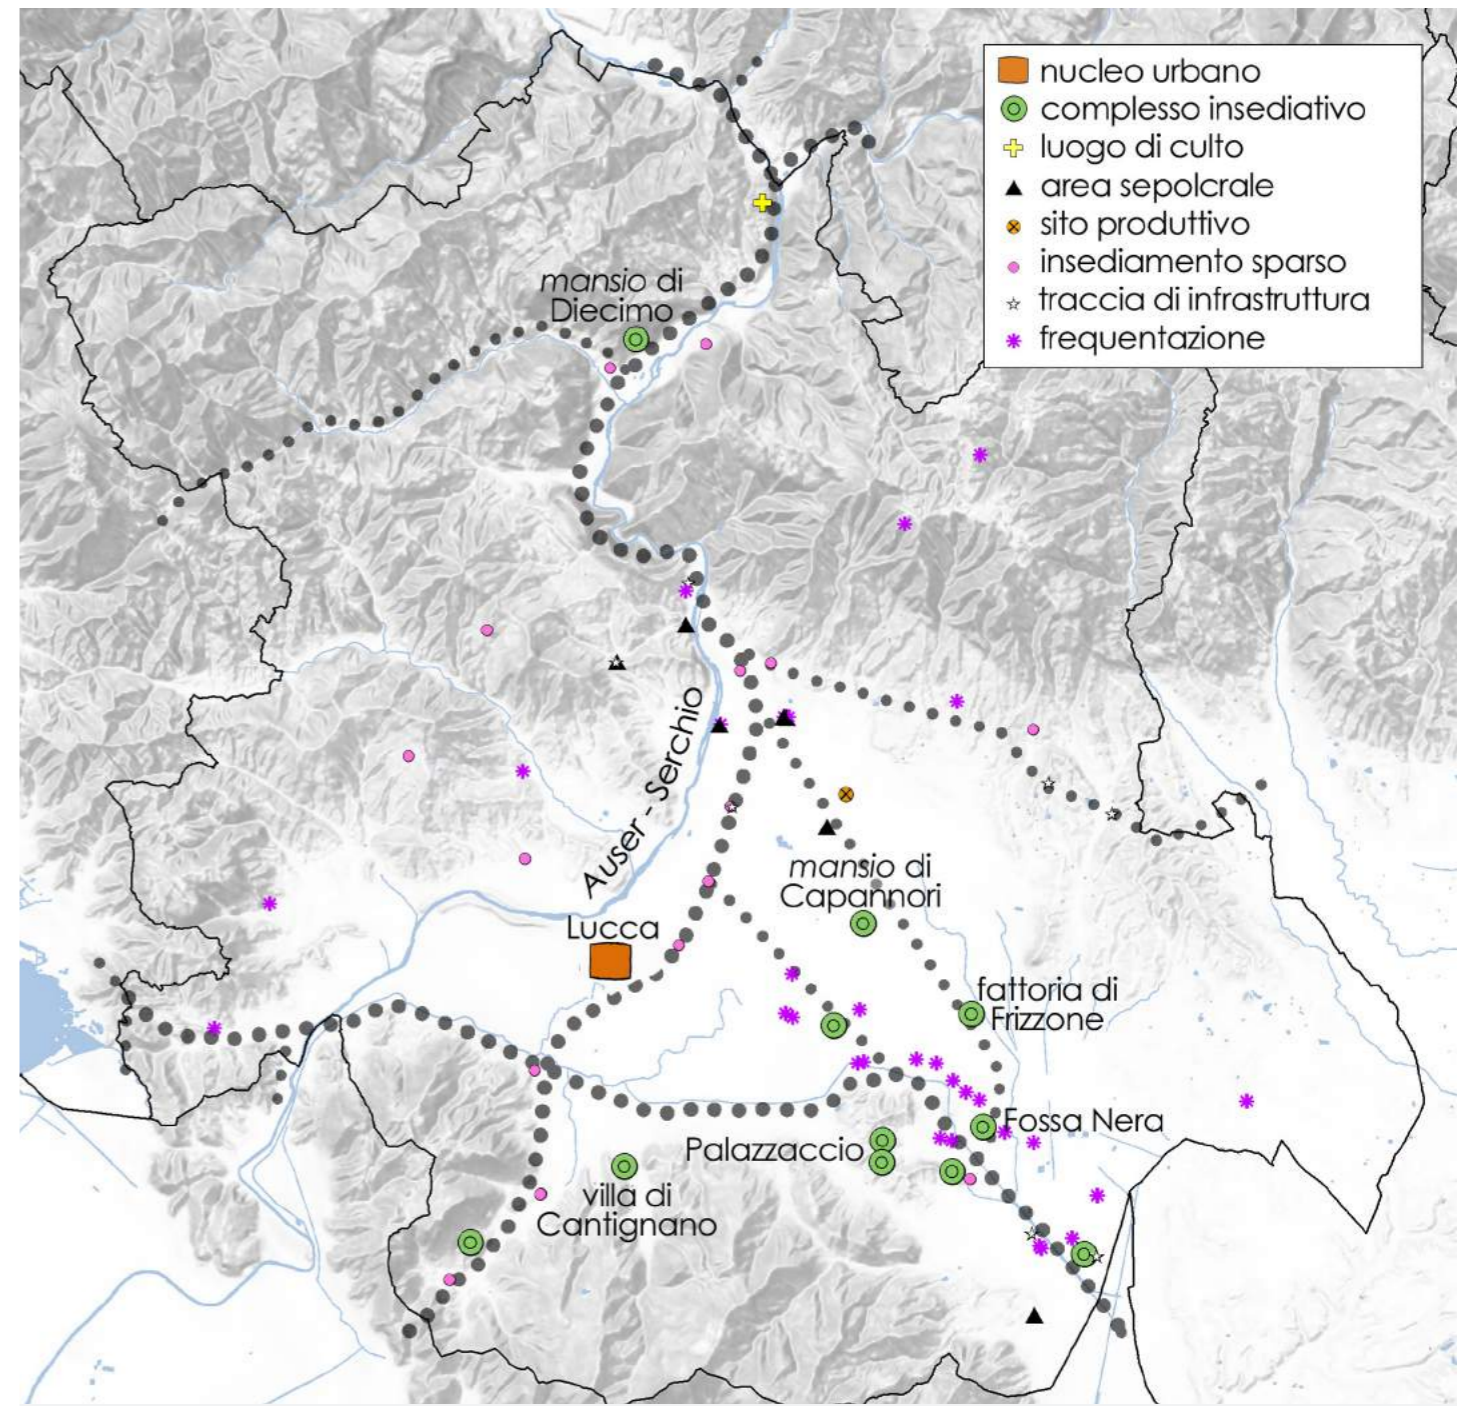 nucleo urbano
complesso insediativo
luogo di culto
area sepolcrale
sito produttivo
insediamento sparso
traccia di infrastruttura
frequentazione
mansio di
Diecimo
Auser - Serchio
mansio di
Capannori
Lucca
fattoria di
Frizzone
Fossa Nera
Palazzaccio
villa di
Cantignano